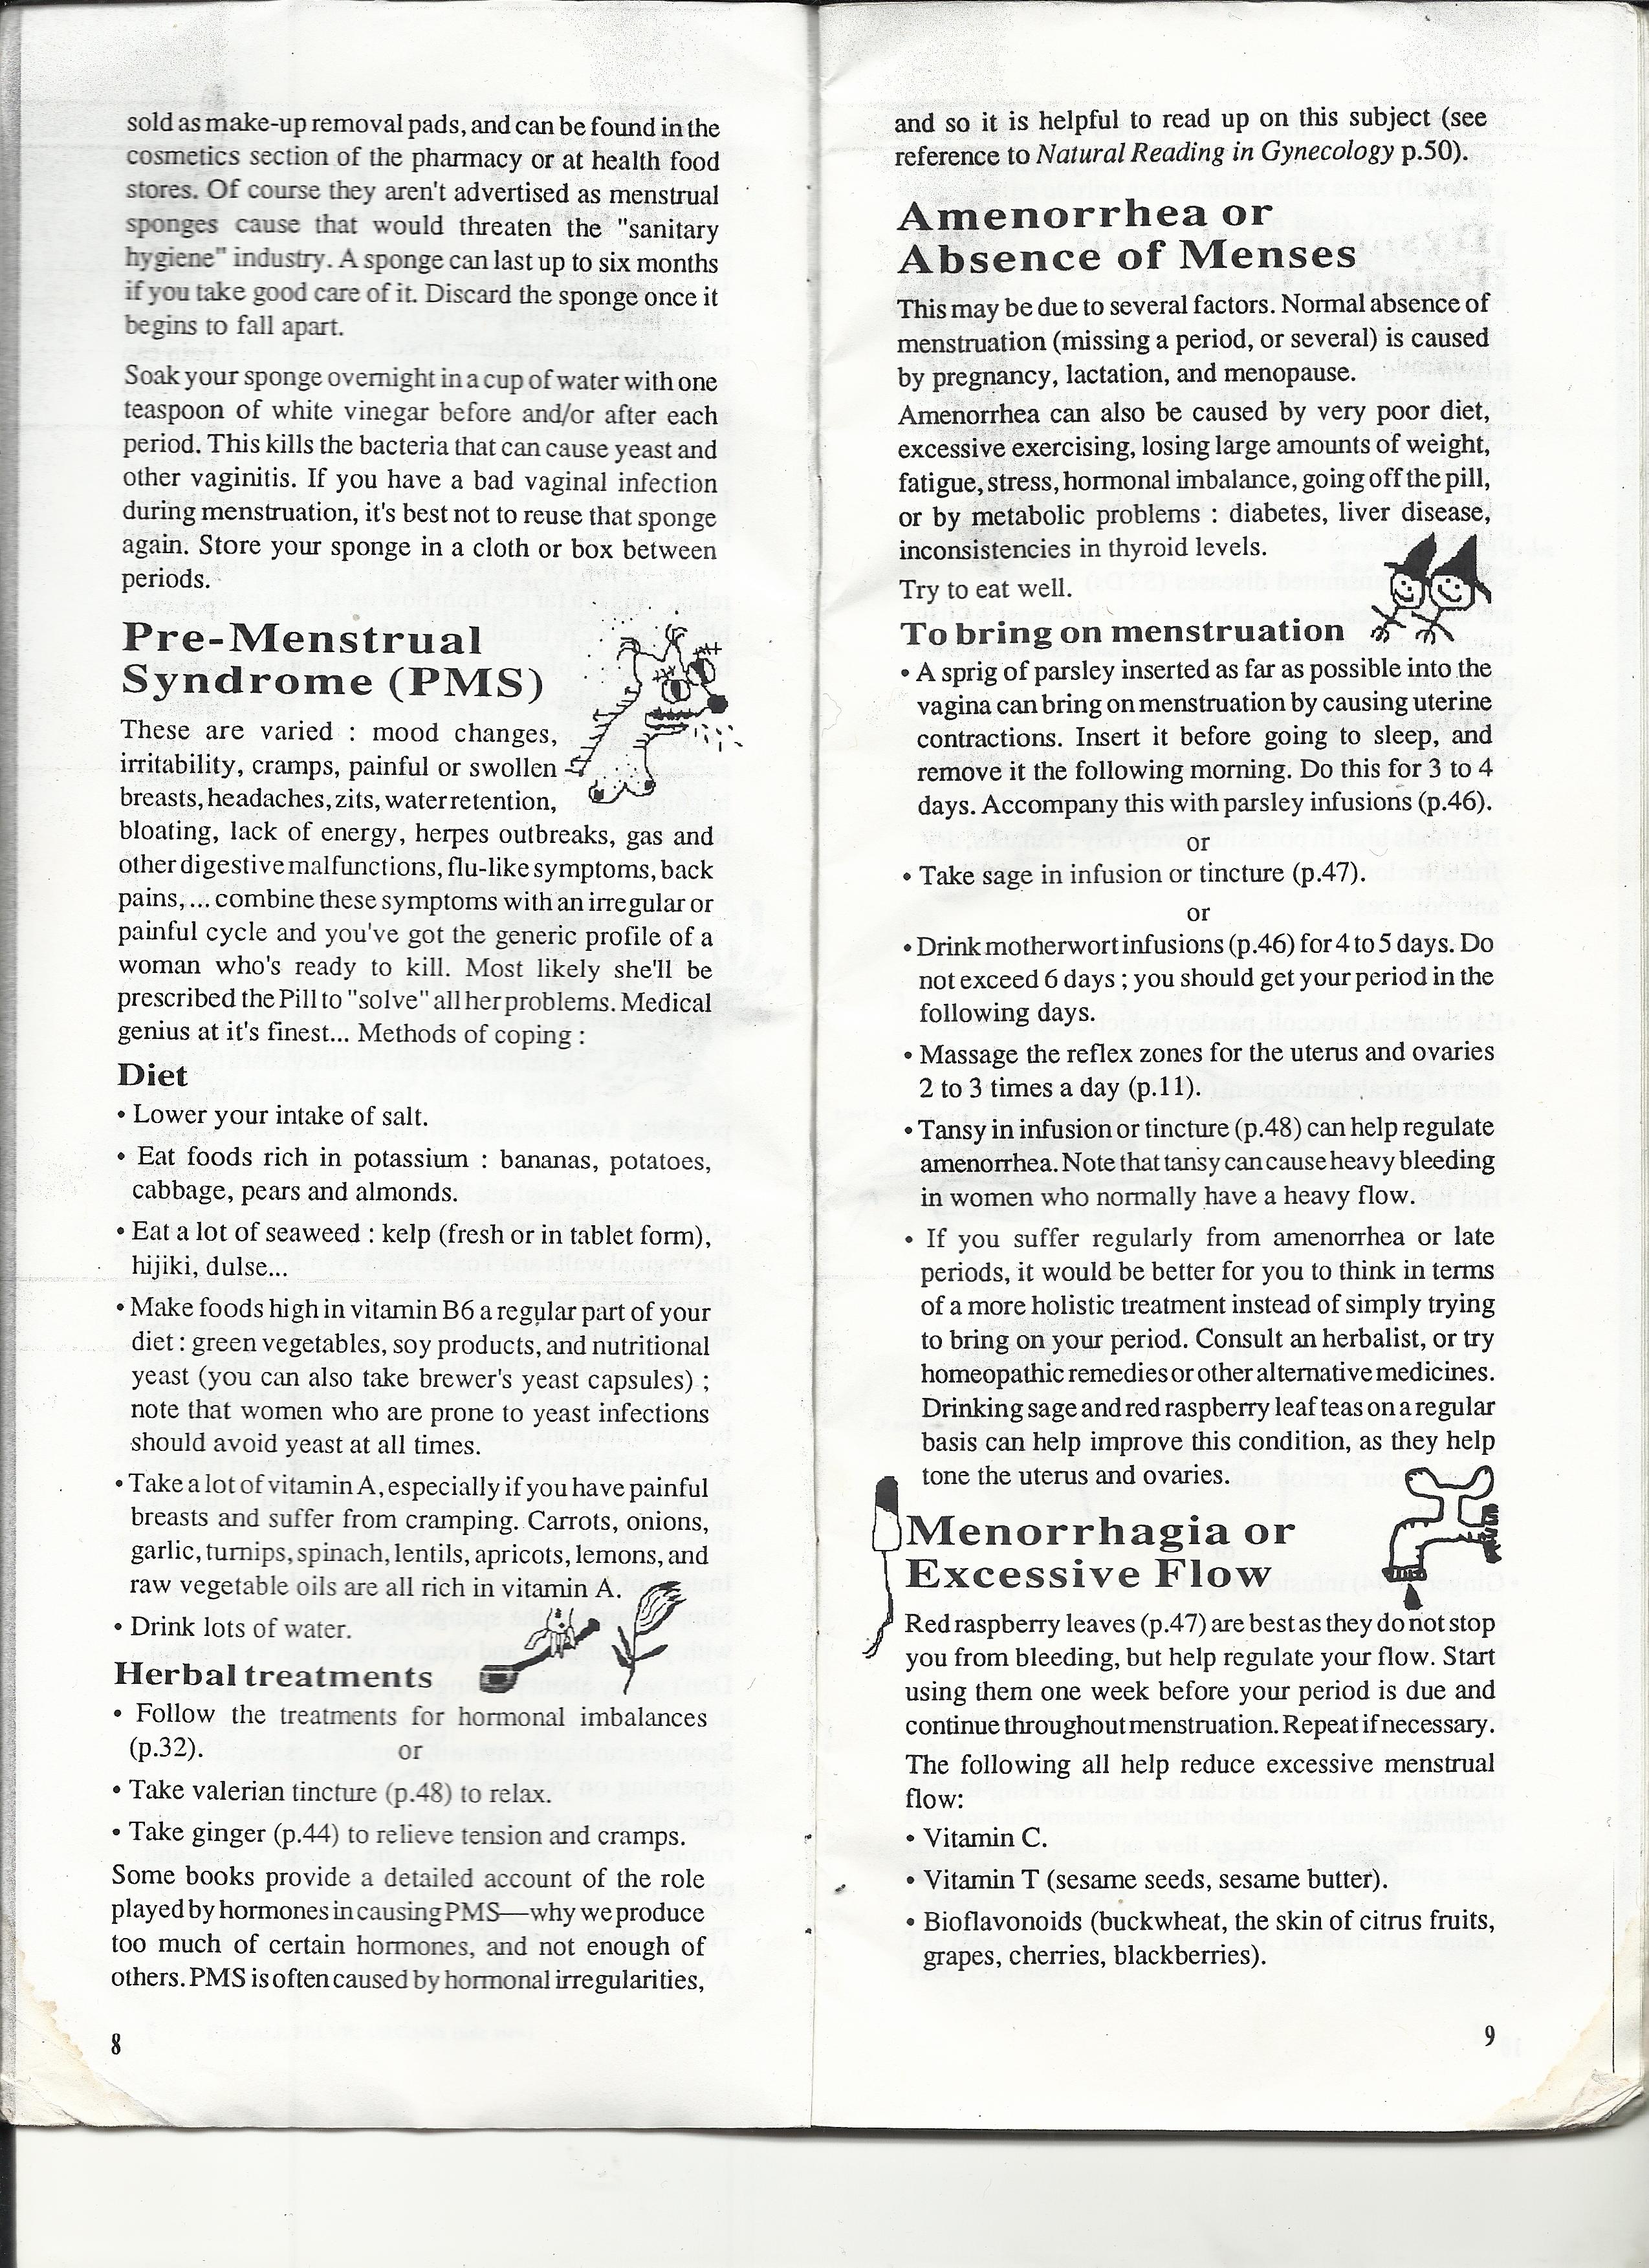 sold as make-up removal pads, and can be found in the
cosmetics section of the pharmacy or at health food
stores. Of course they aren't advertised as menstrual
sponges cause that would threaten the "sanitary
hygiene" industry. A sponge can last up to six months
if you take good care of it. Discard the sponge once it
begins to fall apart.
Soak your sponge overnight in a cup of water with one
teaspoon of white vinegar before and/or after each
period. This kills the bacteria that can cause yeast and
other vaginitis. If you have a bad vaginal infection
during menstruation, it's best not to reuse that sponge
again. Store your sponge in a cloth or box between
periods.
Pre-Menstrual
Syndrome (PMS)
These are varied : mood changes,
irritability, cramps, painful or swollen
breasts, headaches, zits, water retention,
bloating, lack of energy, herpes outbreaks, gas and
other digestive malfunctions, flu-like symptoms, back
pains,... combine these symptoms with an irregular or
painful cycle and you've got the generic profile of a
woman who's ready to kill. Most likely she'll be
prescribed the Pill to "solve" all her problems. Medical
genius at it's finest... Methods of coping :
Diet
• Lower your intake of salt.
• Eat foods rich in potassium : bananas, potatoes,
cabbage, pears and almonds.
• Eat a lot of seaweed : kelp (fresh or in tablet form),
hijiki, dulse...
• Make foods high in vitamin B6 a regular part of your
diet : green vegetables, soy products, and nutritional
yeast (you can also take brewer's yeast capsules) ;
note that women who are prone to yeast infections
should avoid yeast at all times.
• Take a lot of vitamin A, especially if you have painful
breasts and suffer from cramping. Carrots, onions,
garlic, turnips, spinach, lentils, apricots, lemons, and
raw vegetable oils are all rich in vitamin A.
• Drink lots of water.
Herbal treatments
• Follow the treatments for hormonal imbalances
(p.32). or
• Take valerian tincture (p.48) to relax.
• Take ginger (p.44) to relieve tension and cramps.
Some books provide a detailed account of the role
played by hormones in causing PMS—why we produce
too much of certain hormones, and not enough of
others. PMS is often caused by hormonal irregularities,
8
and so it is helpful to read up on this subject (see
reference to Natural Reading in Gynecology p.50).
Amenorrhea or
Absence of Menses
This may be due to several factors. Normal absence of
menstruation (missing a period, or several) is caused
by pregnancy, lactation, and menopause.
Amenorrhea can also be caused by very poor diet,
excessive exercising, losing large amounts of weight,
fatigue, stress, hormonal imbalance, going off the pill,
or by metabolic problems : diabetes, liver disease,
inconsistencies in thyroid levels.
Try to eat well.
To bring on menstruation
• A sprig of parsley inserted as far as possible into the
vagina can bring on menstruation by causing uterine
contractions. Insert it before going to sleep, and
remove it the following morning. Do this for 3 to 4
days. Accompany this with parsley infusions (p.46).
or
• Take sage in infusion or tincture (p.47).
or
• Drink motherwort infusions (p.46) for 4 to 5 days. Do
not exceed 6 days ; you should get your period in the
following days.
• Massage the reflex zones for the uterus and ovaries
2 to 3 times a day (p.11).
• Tansy in infusion or tincture (p.48) can help regulate
amenorrhea. Note that tansy can cause heavy bleeding
in women who normally have a heavy flow.
• If you suffer regularly from amenorrhea or late
periods, it would be better for you to think in terms
of a more holistic treatment instead of simply trying
to bring on your period. Consult an herbalist, or try
homeopathic remedies or other alternative medicines.
Drinking sage and red raspberry leaf teas on a regular
basis can help improve this condition, as they help
tone the uterus and ovaries.
Menorrhagia or
Excessive Flow
Red raspberry leaves (p.47) are best as they do not stop
you from bleeding, but help regulate your flow. Start
using them one week before your period is due and
continue throughout menstruation. Repeat if necessary.
The following all help reduce excessive menstrual
flow:
• Vitamin C.
• Vitamin T (sesame seeds, sesame butter).
• Bioflavonoids (buckwheat, the skin of citrus fruits,
grapes, cherries, blackberries).
9